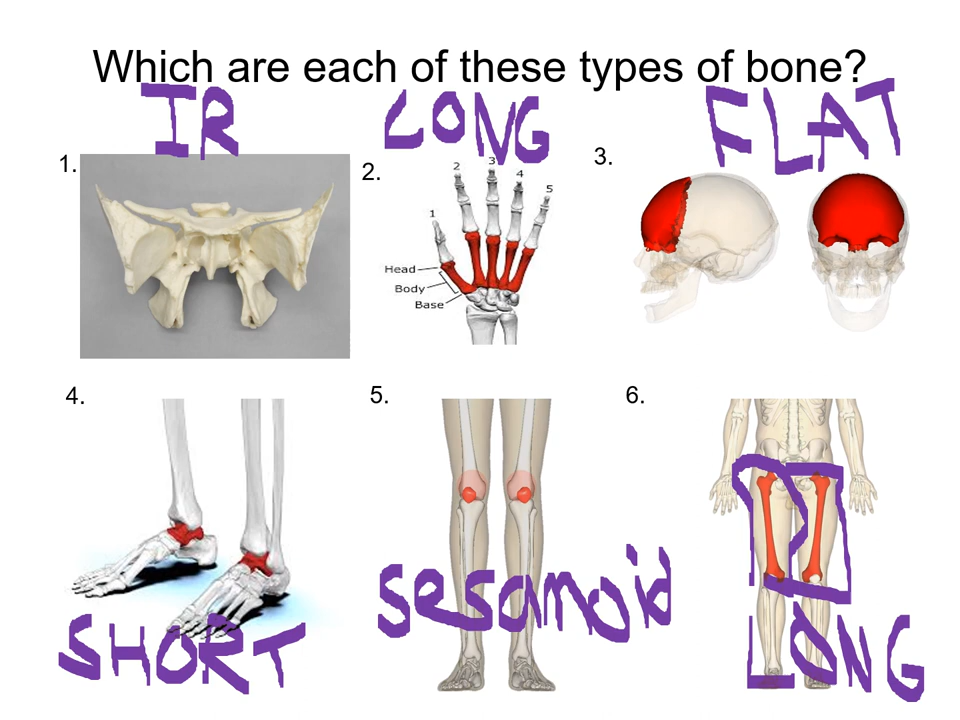 Which are each of these types of bone?
IR LONG FLAT
1. 2. 3.
2 3 4 5
1
Head
Body
Base
4. 5. 6.
SHORT sesamoid LONG